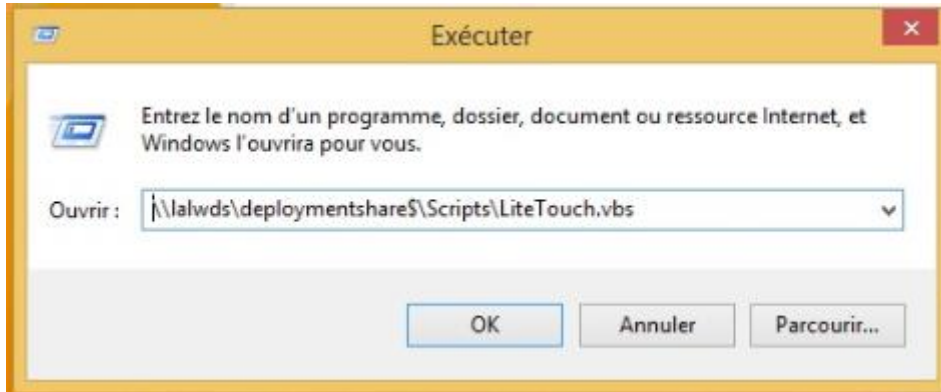 Exécuter
Entrez le nom d'un programme, dossier, document ou ressource Internet, et
Windows l'ouvrira pour vous.
Ouvrir : \\lalwds\deploymentshare$\Scripts\LiteTouch.vbs
OK Annuler Parcourir...